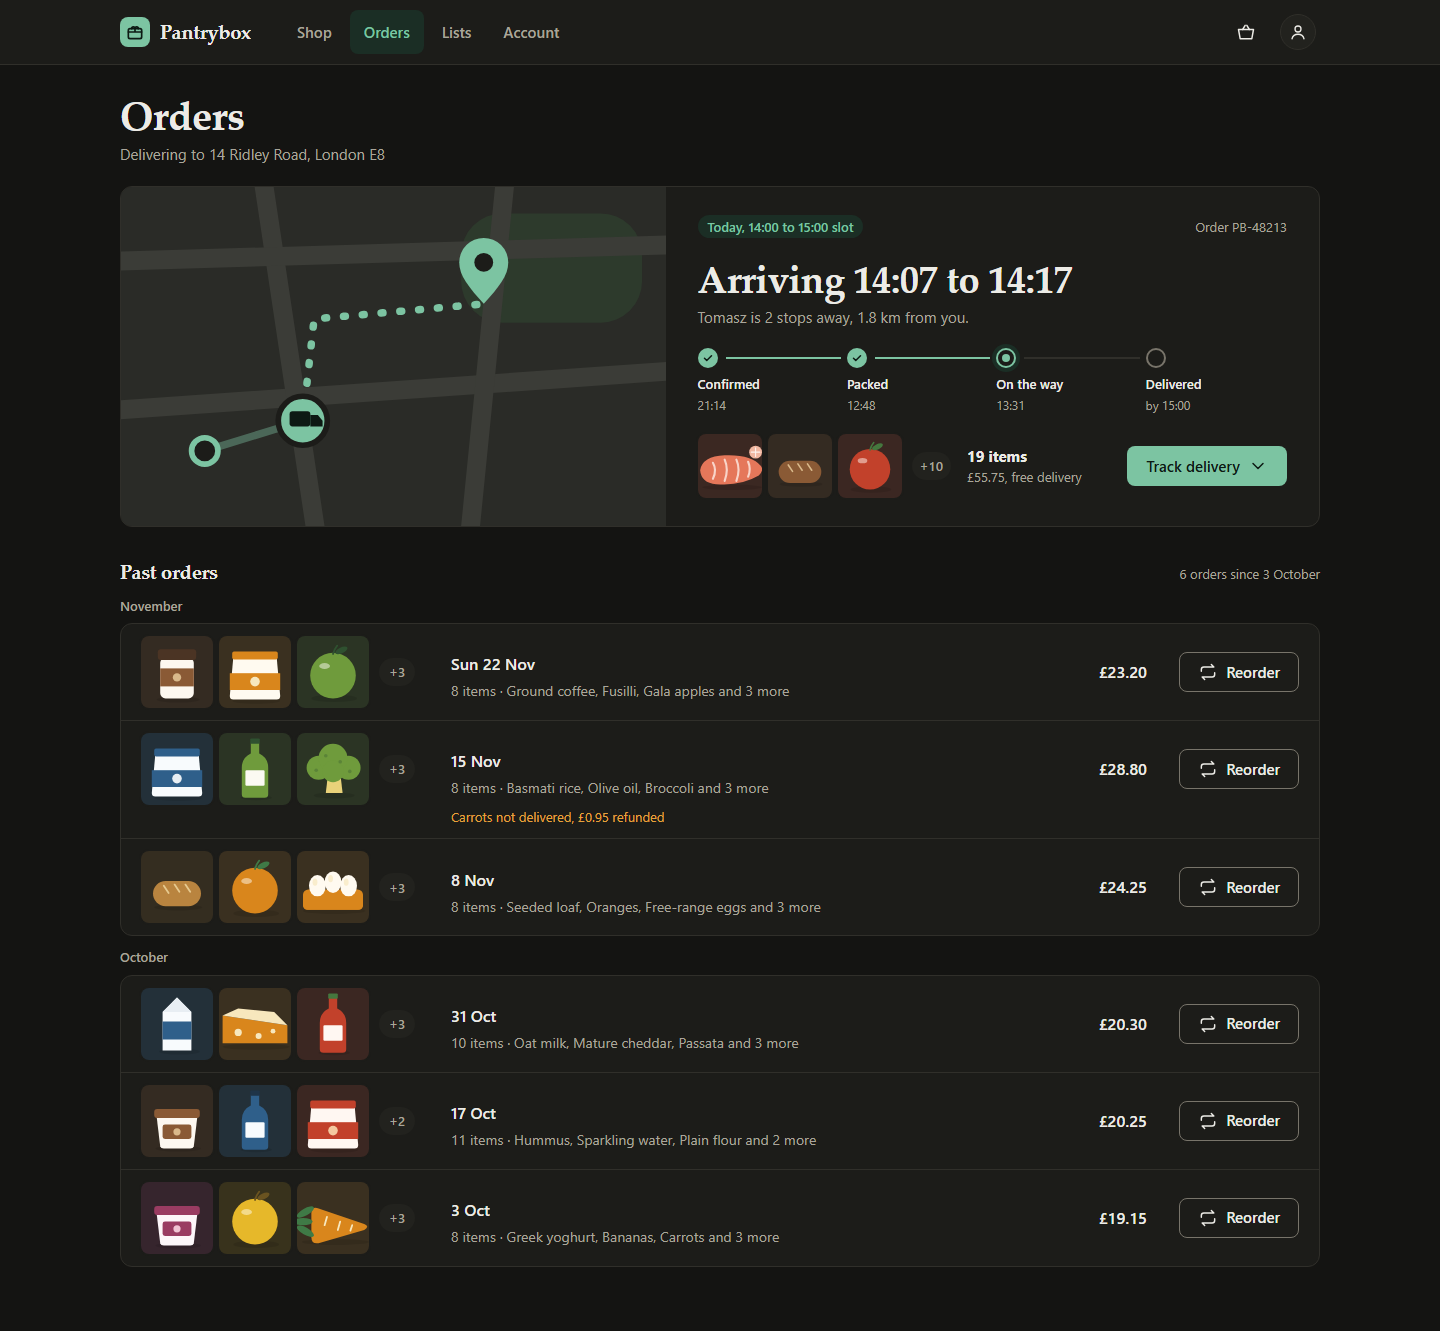 Pantrybox
Shop
Orders
Lists
Account
Orders
Delivering to 14 Ridley Road, London E8
Today, 14:00 to 15:00 slot
Order PB-48213
Arriving 14:07 to 14:17
Tomasz is 2 stops away, 1.8 km from you.
Confirmed
21:14
Packed
12:48
On the way
13:31
Delivered
by 15:00
+10
19 items
£55.75, free delivery
Track delivery
Past orders
6 orders since 3 October
November
+3
Sun 22 Nov
8 items · Ground coffee, Fusilli, Gala apples and 3 more
£23.20
Reorder
+3
15 Nov
8 items · Basmati rice, Olive oil, Broccoli and 3 more
Carrots not delivered, £0.95 refunded
£28.80
Reorder
+3
8 Nov
8 items · Seeded loaf, Oranges, Free-range eggs and 3 more
£24.25
Reorder
October
+3
31 Oct
10 items · Oat milk, Mature cheddar, Passata and 3 more
£20.30
Reorder
+2
17 Oct
11 items · Hummus, Sparkling water, Plain flour and 2 more
£20.25
Reorder
+3
3 Oct
8 items · Greek yoghurt, Bananas, Carrots and 3 more
£19.15
Reorder